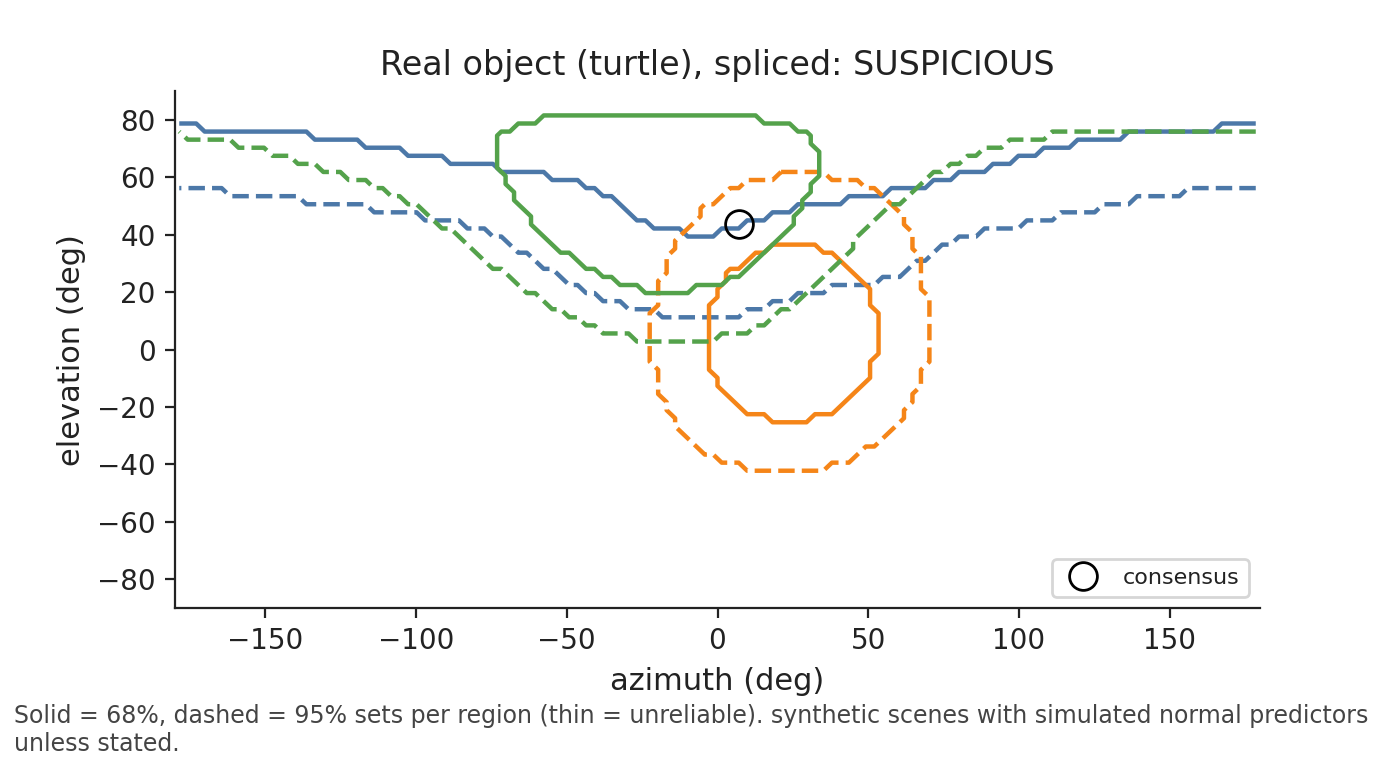 Real object (turtle), spliced: SUSPICIOUS
80
60
40
20
0
−20
−40
−60
−80
elevation (deg)
consensus
−150
−100
−50
0
50
100
150
azimuth (deg)
Solid = 68%, dashed = 95% sets per region (thin = unreliable). synthetic scenes with simulated normal predictors
unless stated.